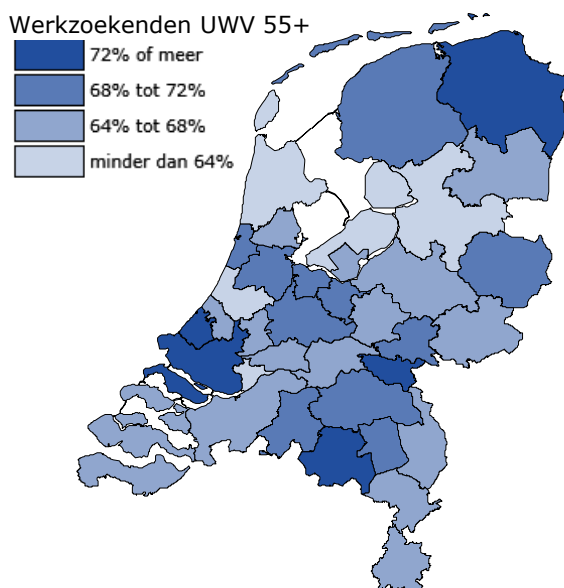 Werkzoekenden UWV 55+
72% of meer
68% tot 72%
64% tot 68%
minder dan 64%